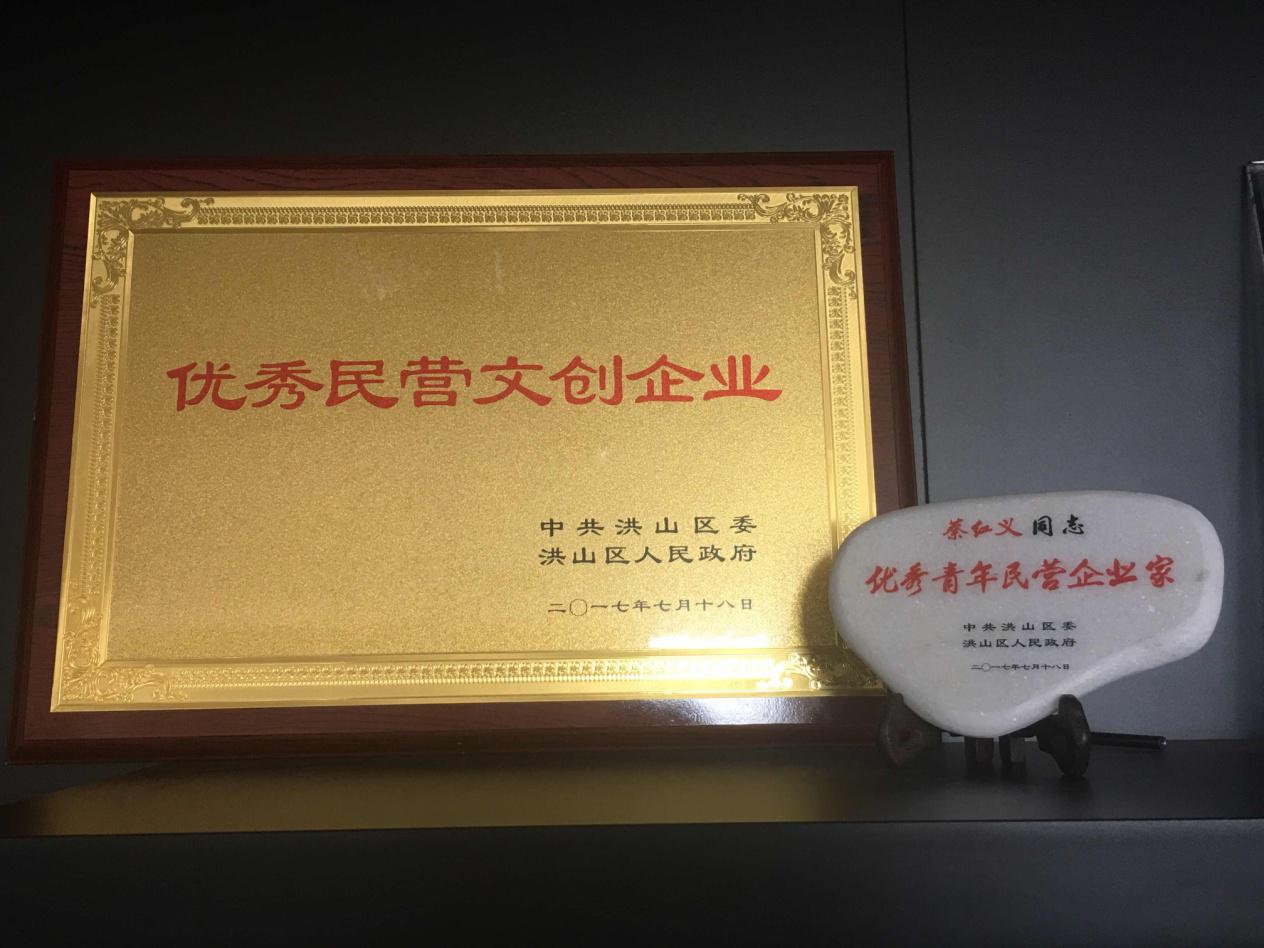 优秀民营文创企业
中共洪山区委
洪山区人民政府
二〇一七年七月十八日
蔡红义同志
优秀青年民营企业家
中共洪山区委
洪山区人民政府
二〇一七年七月十八日